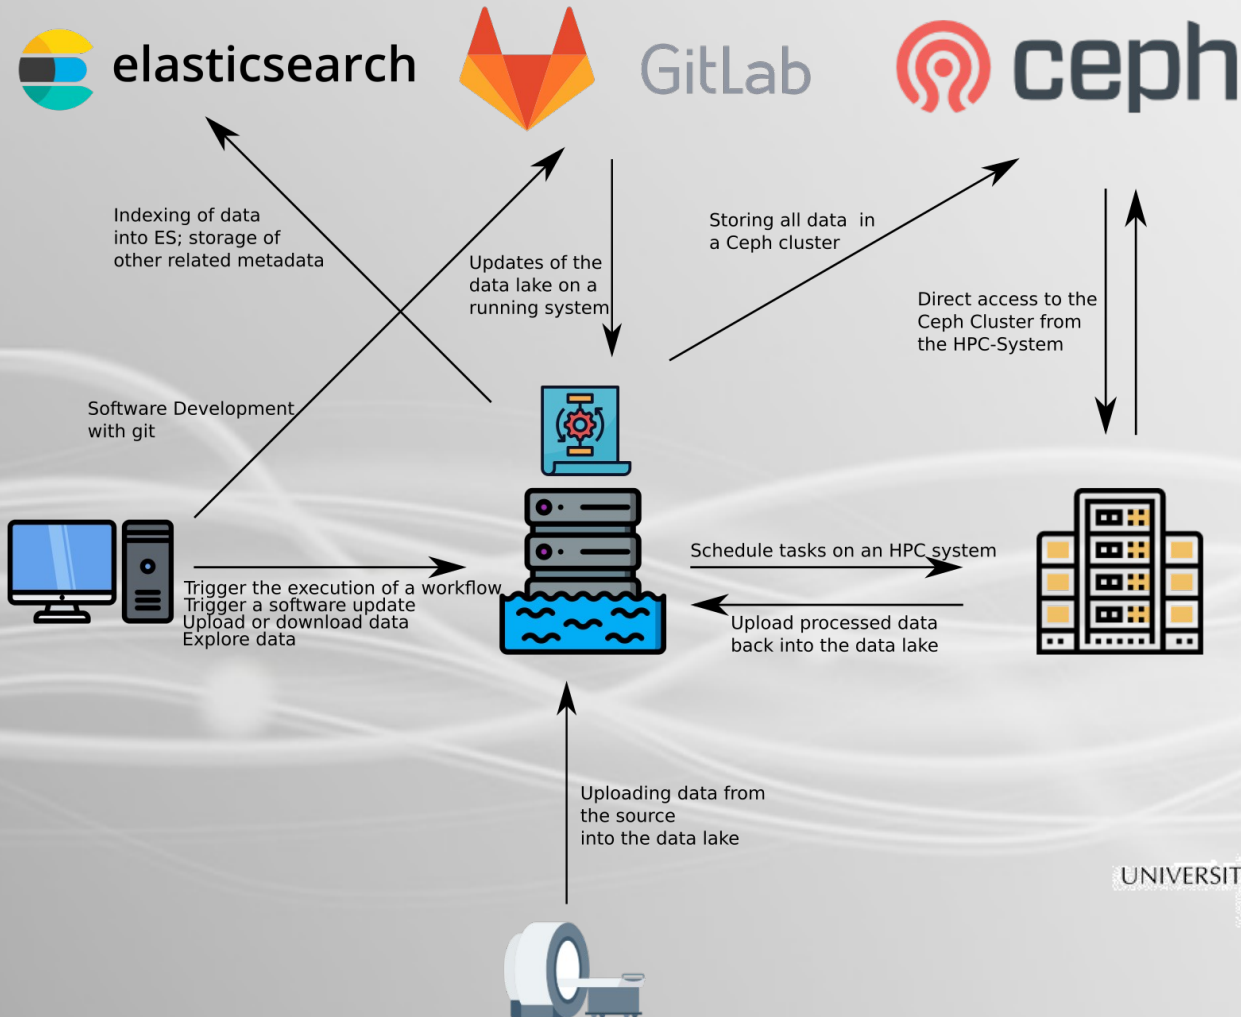 elasticsearch
GitLab
ceph
Indexing of data
into ES; storage of
other related metadata
Updates of the
data lake on a
running system
Storing all data in
a Ceph cluster
Direct access to the
Ceph Cluster from
the HPC-System
Software Development
with git
Schedule tasks on an HPC system
Trigger the execution of a workflow
Trigger a software update
Upload or download data
Explore data
Upload processed data
back into the data lake
Uploading data from
the source
into the data lake
UNIVERSIT